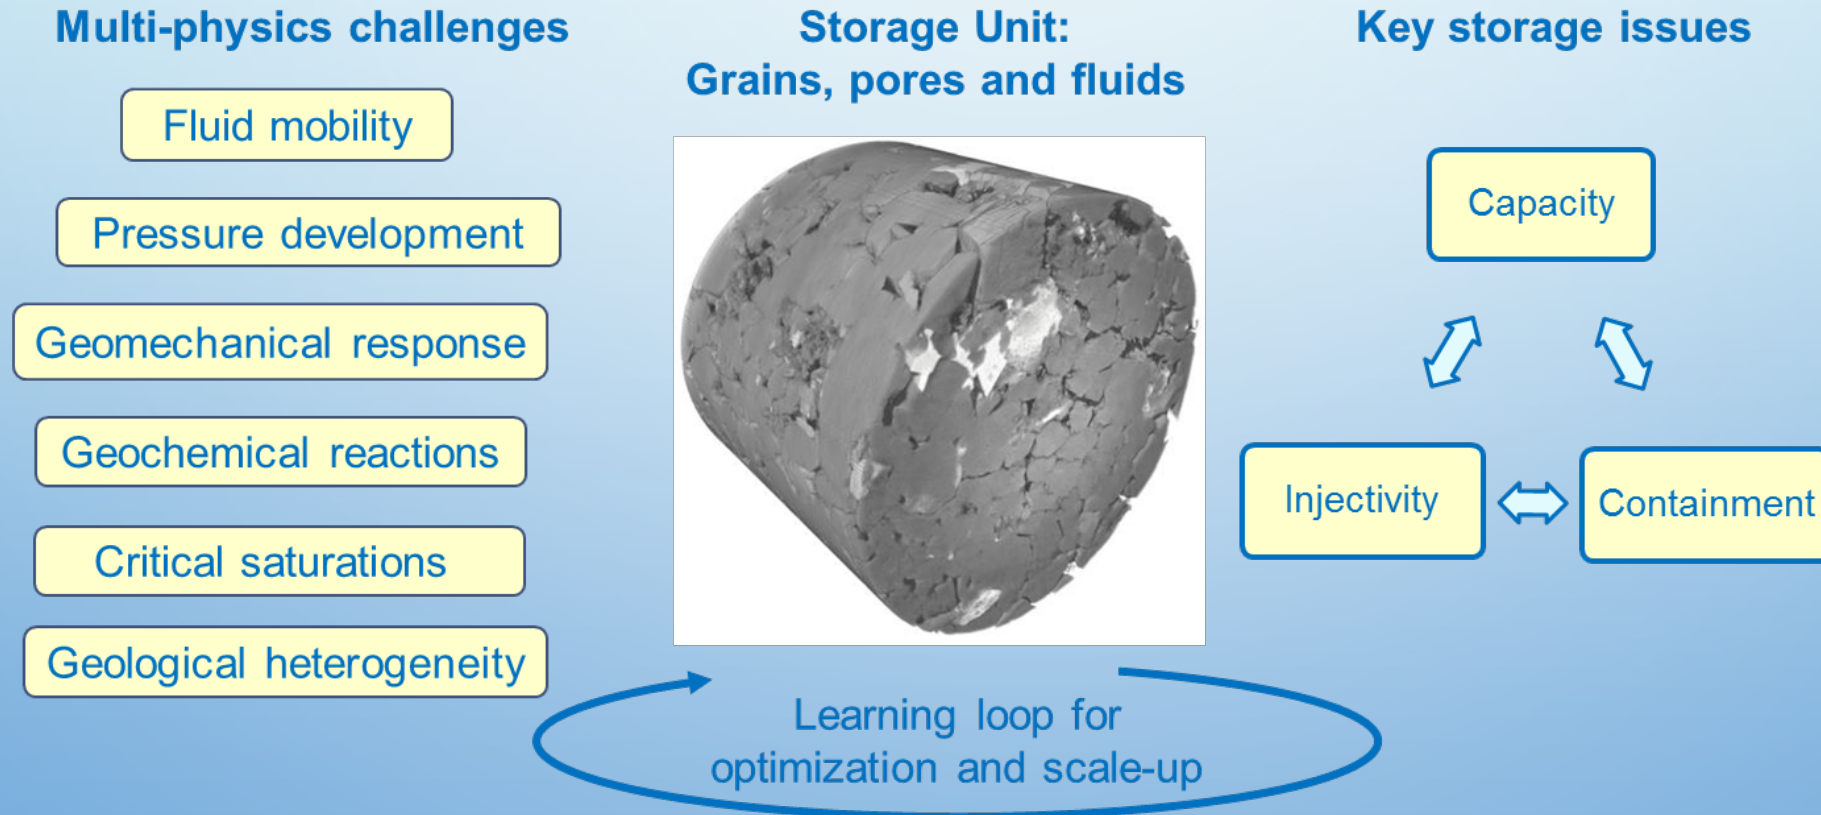 Multi-physics challenges
Fluid mobility
Pressure development
Geomechanical response
Geochemical reactions
Critical saturations
Geological heterogeneity
Storage Unit:
Grains, pores and fluids
Learning loop for
optimization and scale-up
Key storage issues
Capacity
Injectivity
Containment